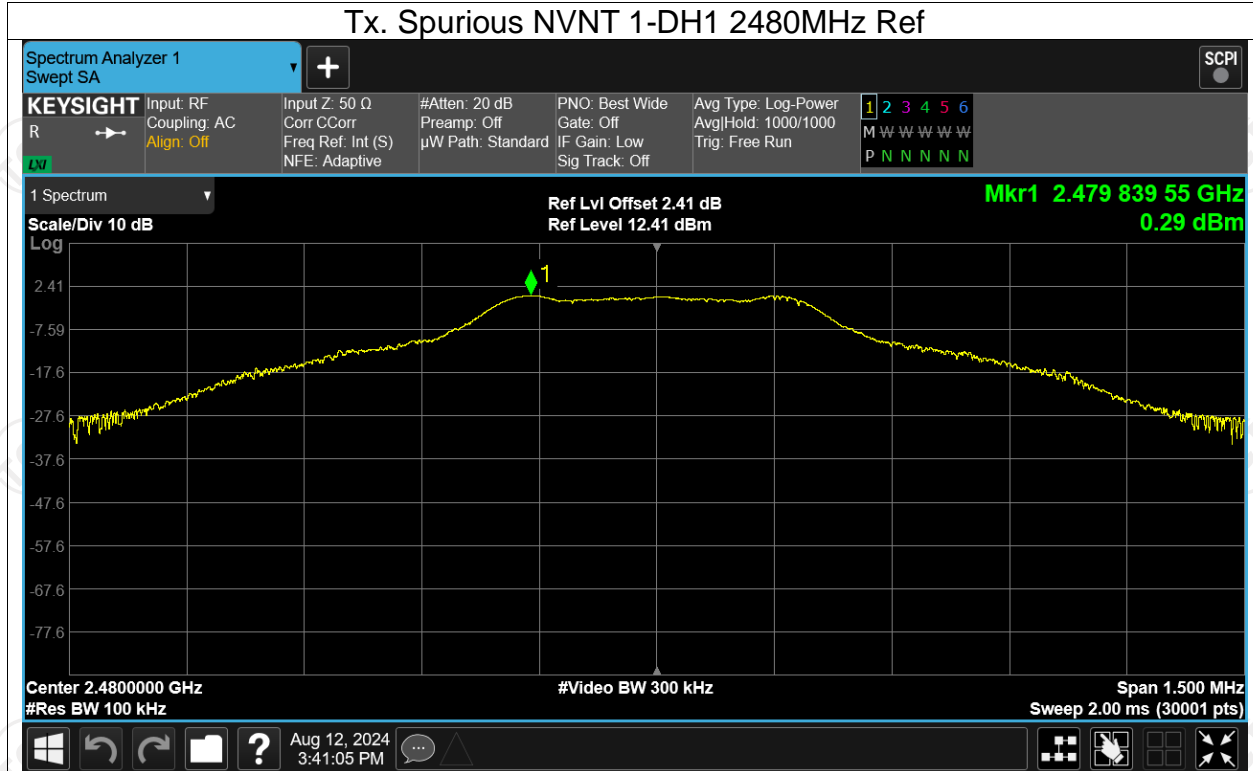 Tx. Spurious NVNT 1-DH1 2480MHz Ref
Spectrum Analyzer 1
Swept SA
SCPI
KEYSIGHT
R
LXI
Input: RF
Coupling: AC
Align: Off
Input Z: 50 Ω
Corr CCorr
Freq Ref: Int (S)
NFE: Adaptive
#Atten: 20 dB
Preamp: Off
µW Path: Standard
PNO: Best Wide
Gate: Off
IF Gain: Low
Sig Track: Off
Avg Type: Log-Power
Avg|Hold: 1000/1000
Trig: Free Run
1 2 3 4 5 6
M W W W W W W
P N N N N N
1 Spectrum
Scale/Div 10 dB
Log
Ref Lvl Offset 2.41 dB
Ref Level 12.41 dBm
Mkr1 2.479 839 55 GHz
0.29 dBm
1
2.41
-7.59
-17.6
-27.6
-37.6
-47.6
-57.6
-67.6
-77.6
Center 2.4800000 GHz
#Res BW 100 kHz
#Video BW 300 kHz
Span 1.500 MHz
Sweep 2.00 ms (30001 pts)
?
Aug 12, 2024
3:41:05 PM